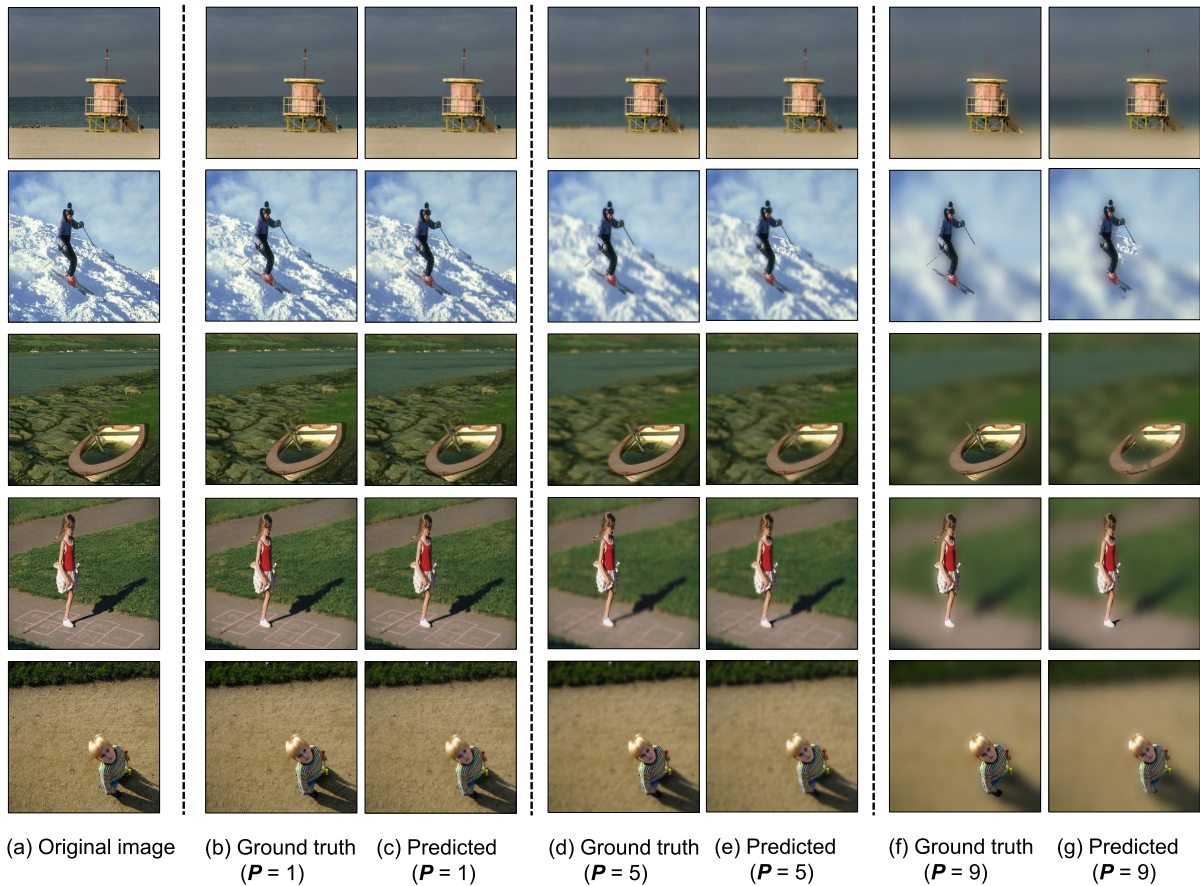 (a) Original image
(b) Ground truth
(P = 1)
(c) Predicted
(P = 1)
(d) Ground truth
(P = 5)
(e) Predicted
(P = 5)
(f) Ground truth
(P = 9)
(g) Predicted
(P = 9)